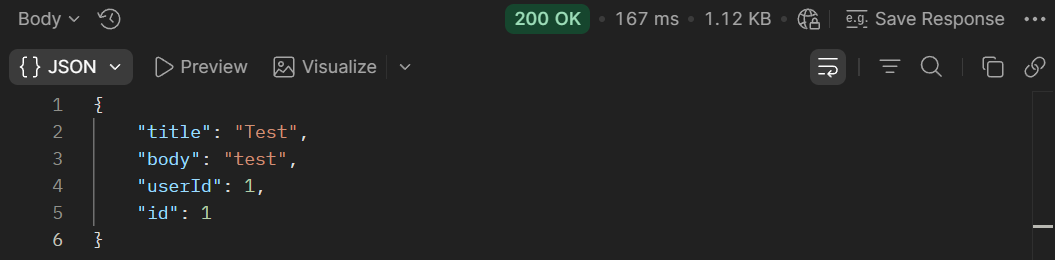 Body 200 OK • 167 ms • 1.12 KB • e.g. Save Response
{} JSON Preview Visualize
1 {
2 "title": "Test",
3 "body": "test",
4 "userId": 1,
5 "id": 1
6 }